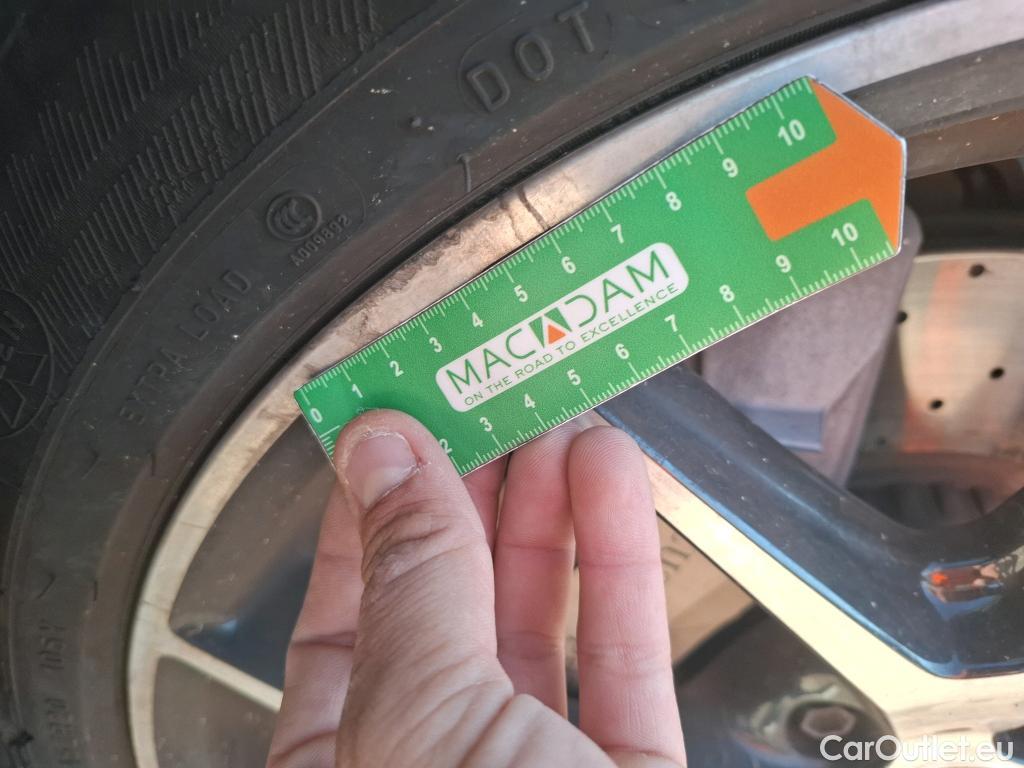 DOT
CCC
A009892
EXTRA LOAD
0 1 2 3 4 5 6 7 8 9 10
MACADAM
ON THE ROAD TO EXCELLENCE
2 3 4 5 6 7 8 9 10
CarOutlet.eu